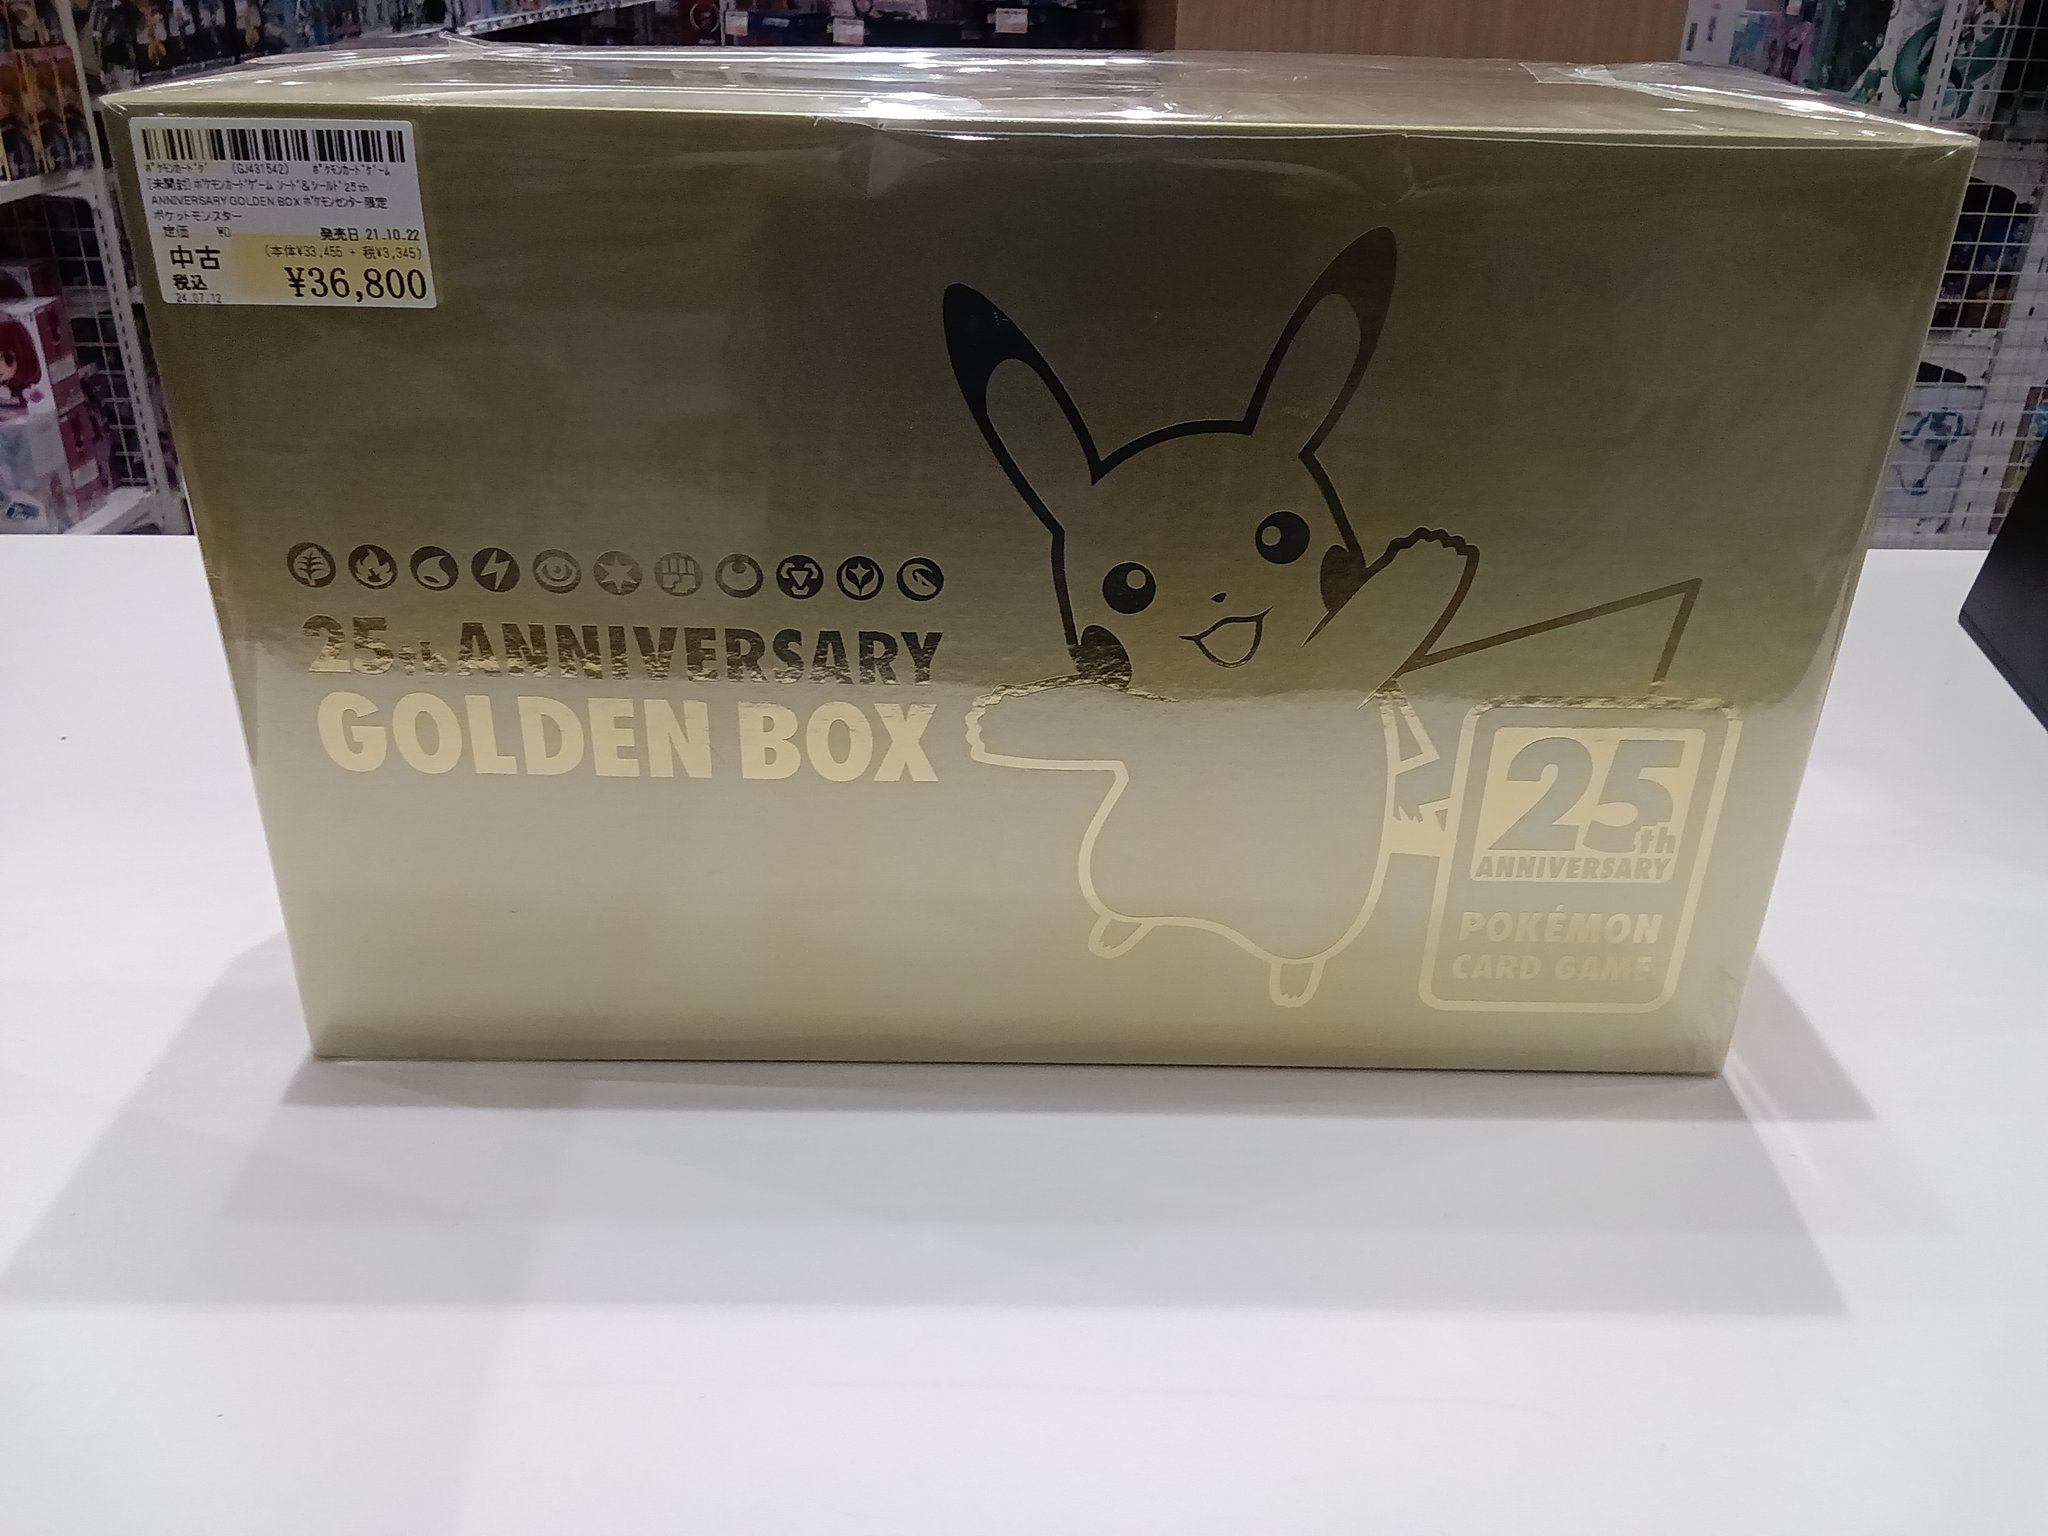 ポケモンカードゲ (GJ431542) ポケモンカードゲーム
[未開封]ポケモンカードゲーム ソード&シールド 25th
ANNIVERSARY GOLDEN BOX ポケモンセンター限定
ポケットモンスター
定価 ¥0 発売日 21.10.22
中古 (本体¥33,455 + 税¥3,345)
税込 ¥36,800
24.07.12
25th ANNIVERSARY
GOLDEN BOX
25th
ANNIVERSARY
POKÉMON
CARD GAME